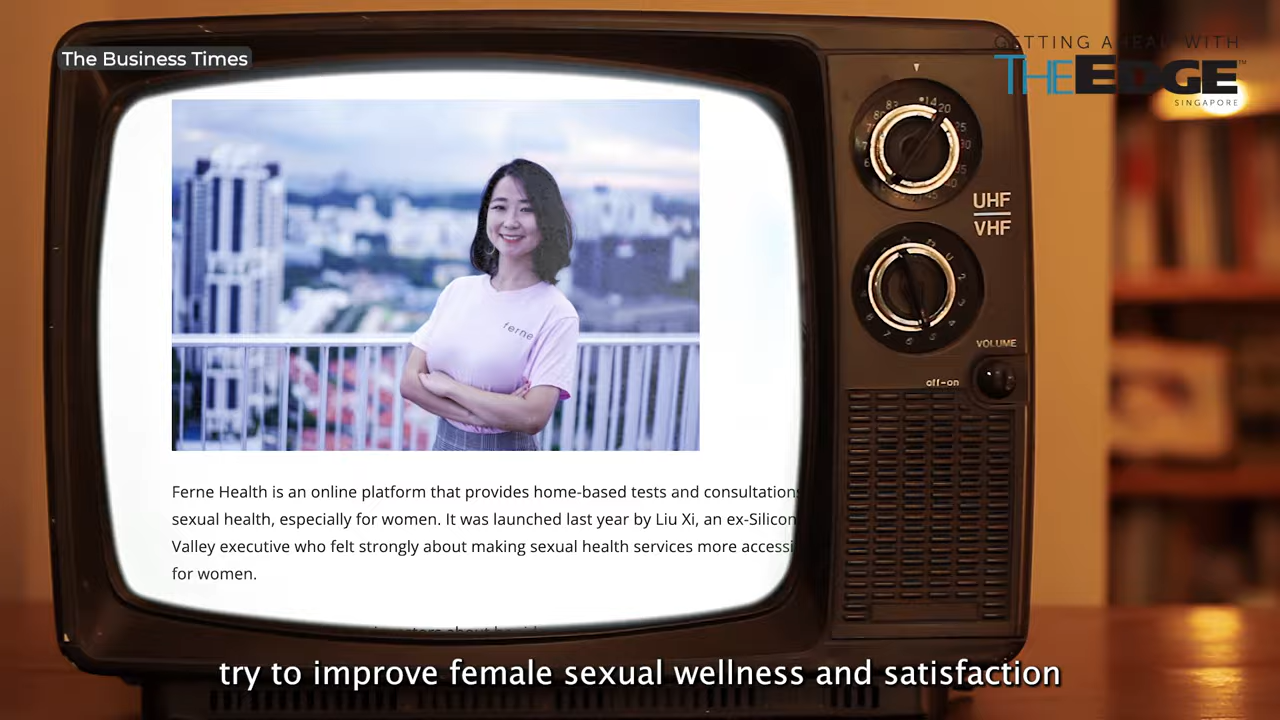 The Business Times
GETTING AHEAD WITH
THE EDGE
SINGAPORE
ferne
UHF
VHF
VOLUME
off-on
Ferne Health is an online platform that provides home-based tests and consultations
sexual health, especially for women. It was launched last year by Liu Xi, an ex-Silicon
Valley executive who felt strongly about making sexual health services more
for women.
try to improve female sexual wellness and satisfaction